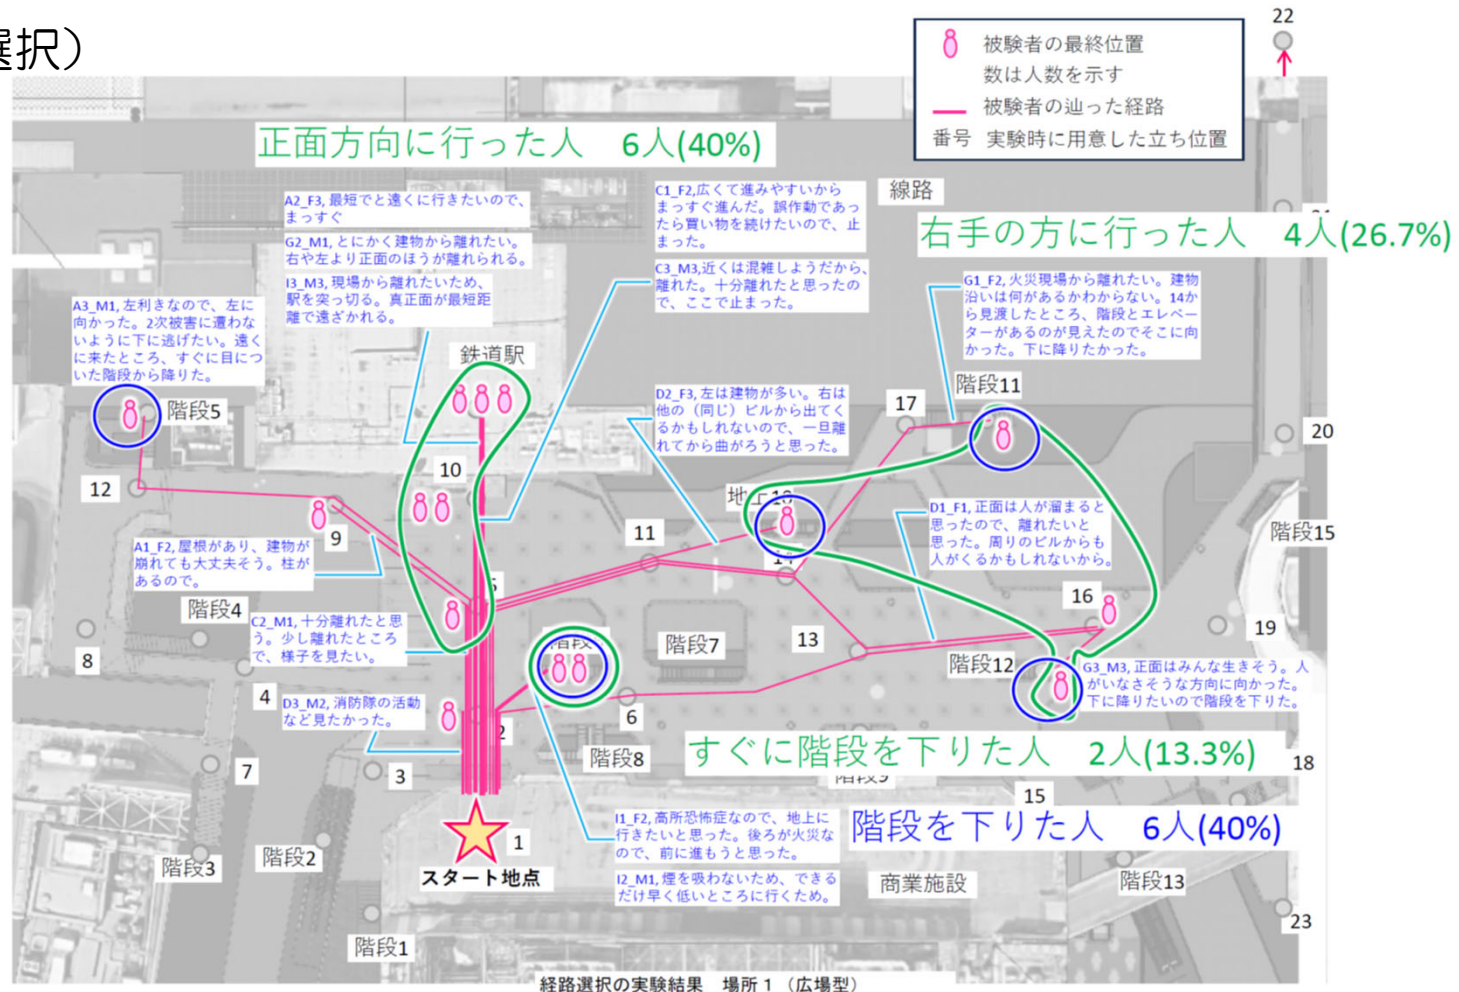 選択）
22
被験者の最終位置
数は人数を示す
被験者の辿った経路
番号 実験時に用意した立ち位置
正面方向に行った人 6人(40%)
A2_F3, 最短でと遠くに行きたいので、
まっすぐ
G2_M1, とにかく建物から離れたい。
右や左より正面のほうが離れられる。
I3_M3, 現場から離れたいため、
駅を突っ切る。真正面が最短距
離で遠ざかれる。
C1_F2,広くて進みやすいから
まっすぐ進んだ。誤作動であっ
たら買い物を続けたいので、止
まった。
C3_M3,近くは混雑しようだから、
離れた。十分離れたと思ったの
で、ここで止まった。
線路
右手の方に行った人 4人(26.7%)
G1_F2, 火災現場から離れたい。建物
沿いは何があるかわからない。14か
ら見渡したところ、階段とエレベ
ーターがあるのが見えたのでそこに向
かった。下に降りたかった。
A3_M1, 左利きなので、左に
向かった。2次被害に遭わな
いように下に逃げたい。遠く
に来たところ、すぐに目につ
いた階段から降りた。
鉄道駅
階段5
D2_F3, 左は建物が多い。右は
他の（同じ）ビルから出てく
るかもしれないので、一旦離
れてから曲がろうと思った。
階段11
17
20
10
12
9
地上
D1_F1, 正面は人が溜まると
思ったので、離れたいと
思った。周りのビルからも
人がくるかもしれないから。
階段15
11
14
A1_F2, 屋根があり、建物が
崩れても大丈夫そう。柱が
あるので。
階段4
16
19
C2_M1, 十分離れたと思
う。少し離れたところ
で、様子を見たい。
階段7
13
8
4
階段12
G3_M3, 正面はみんな生きそう。人
がいなさそうな方向に向かった。
下に降りたいので階段を下りた。
D3_M2, 消防隊の活動
など見たかった。
6
2
階段8
すぐに階段を下りた人 2人(13.3%)
18
7
3
15
1
スタート地点
I1_F2, 高所恐怖症なので、地上に
行きたいと思った。後ろが火災な
ので、前に進もうと思った。
階段を下りた人 6人(40%)
階段3
階段2
I2_M1, 煙を吸わないため、できる
だけ早く低いところに行くため。
商業施設
階段13
23
階段1
経路選択の実験結果 場所１（広場型）